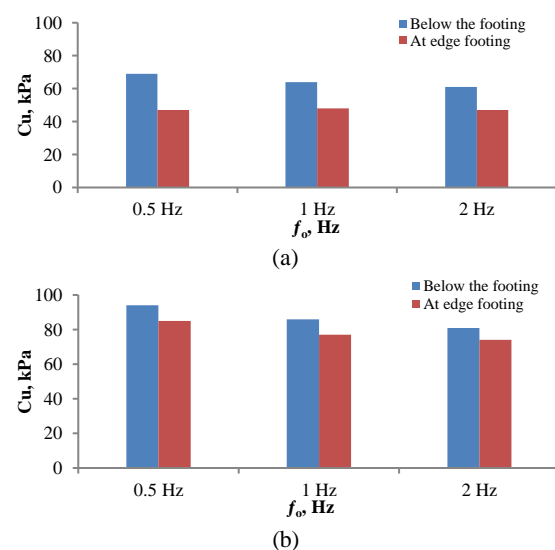 100
80
60
40
20
0
Cu, kPa
Below the footing
At edge footing
0.5 Hz 1 Hz 2 Hz
fo, Hz
(a)
100
80
60
40
20
0
Cu, kPa
Below the footing
At edge footing
0.5 Hz 1 Hz 2 Hz
fo, Hz
(b)